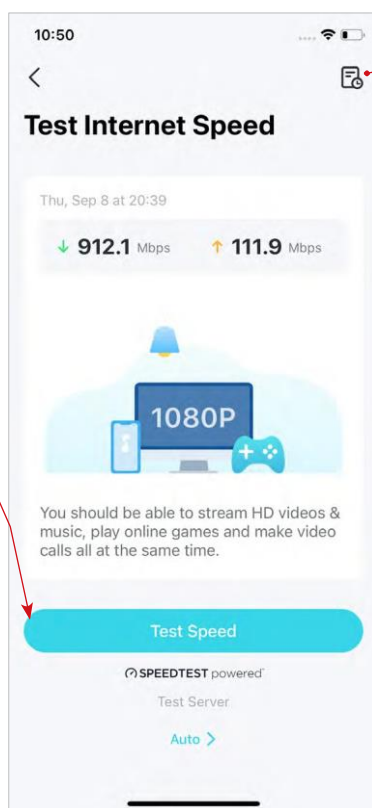 10:50
Test Internet Speed
Thu, Sep 8 at 20:39
↓ 912.1 Mbps ↑ 111.9 Mbps
1080P
You should be able to stream HD videos &
music, play online games and make video
calls all at the same time.
Test Speed
SPEEDTEST powered
Test Server
Auto >